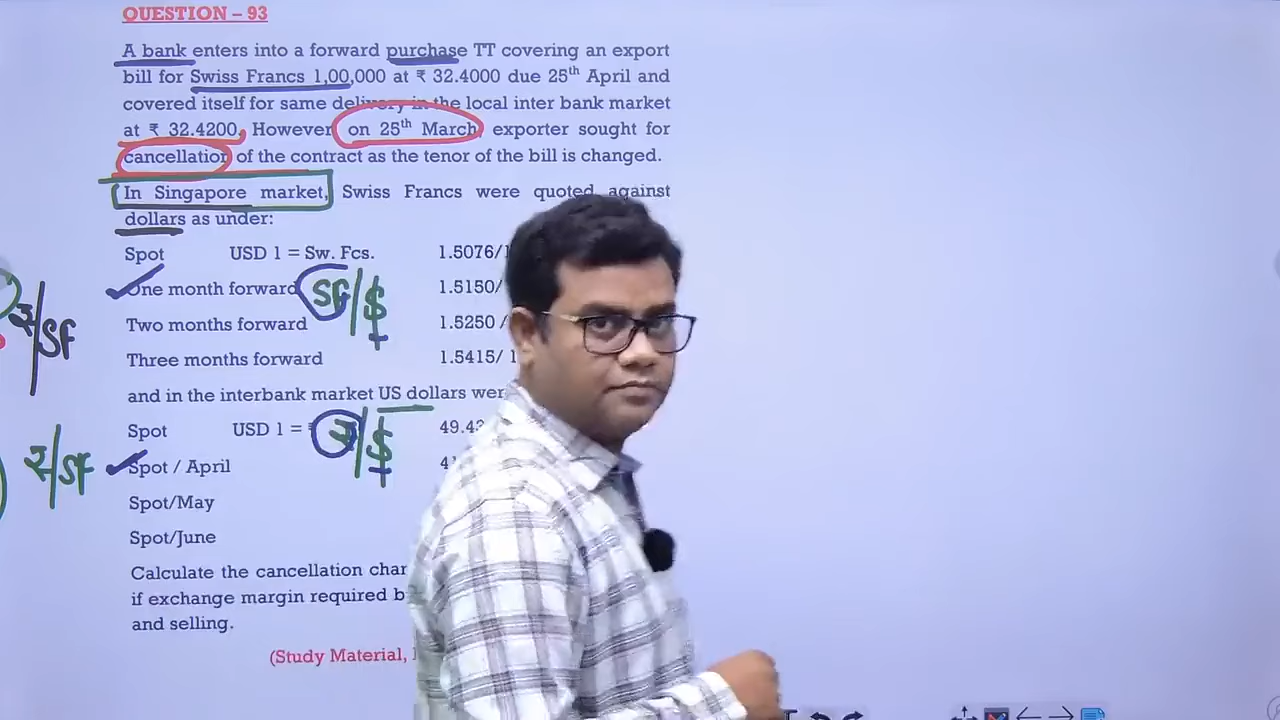 QUESTION – 93
A bank enters into a forward purchase TT covering an export
bill for Swiss Francs 1,00,000 at ₹ 32.4000 due 25th April and
covered itself for same delivery in the local inter bank market
at ₹ 32.4200. However on 25th March, exporter sought for
cancellation of the contract as the tenor of the bill is changed.
In Singapore market, Swiss Francs were quoted against
dollars as under:
Spot USD 1 = Sw. Fcs. 1.5076/
One month forward SF/$ 1.5150/
₹/SF
Two months forward 1.5250 /
Three months forward 1.5415/ 1
and in the interbank market US dollars
Spot USD 1 = ₹/$
₹/SF Spot / April
Spot/May
Spot/June
Calculate the cancellation
if exchange margin required
and selling.
(Study Material,